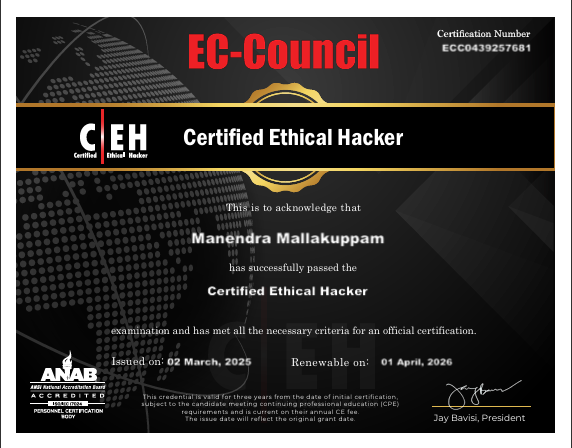 EC-Council
Certification Number
ECC0439257681
C|EH
Certified Ethical Hacker
Certified Ethical Hacker
This is to acknowledge that
Manendra Mallakuppam
has successfully passed the
Certified Ethical Hacker
examination and has met all the necessary criteria for an official certification.
Issued on: 02 March, 2025 Renewable on: 01 April, 2026
ANAB
ANSI National Accreditation Board
ACCREDITED
ISO/IEC 17024
PERSONNEL CERTIFICATION
BODY
This credential is valid for three years from the date of initial certification,
subject to the candidate meeting continuing professional education (CPE)
requirements and is current on their annual CE fee.
The issue date will reflect the original grant date.
Jay Bavisi, President